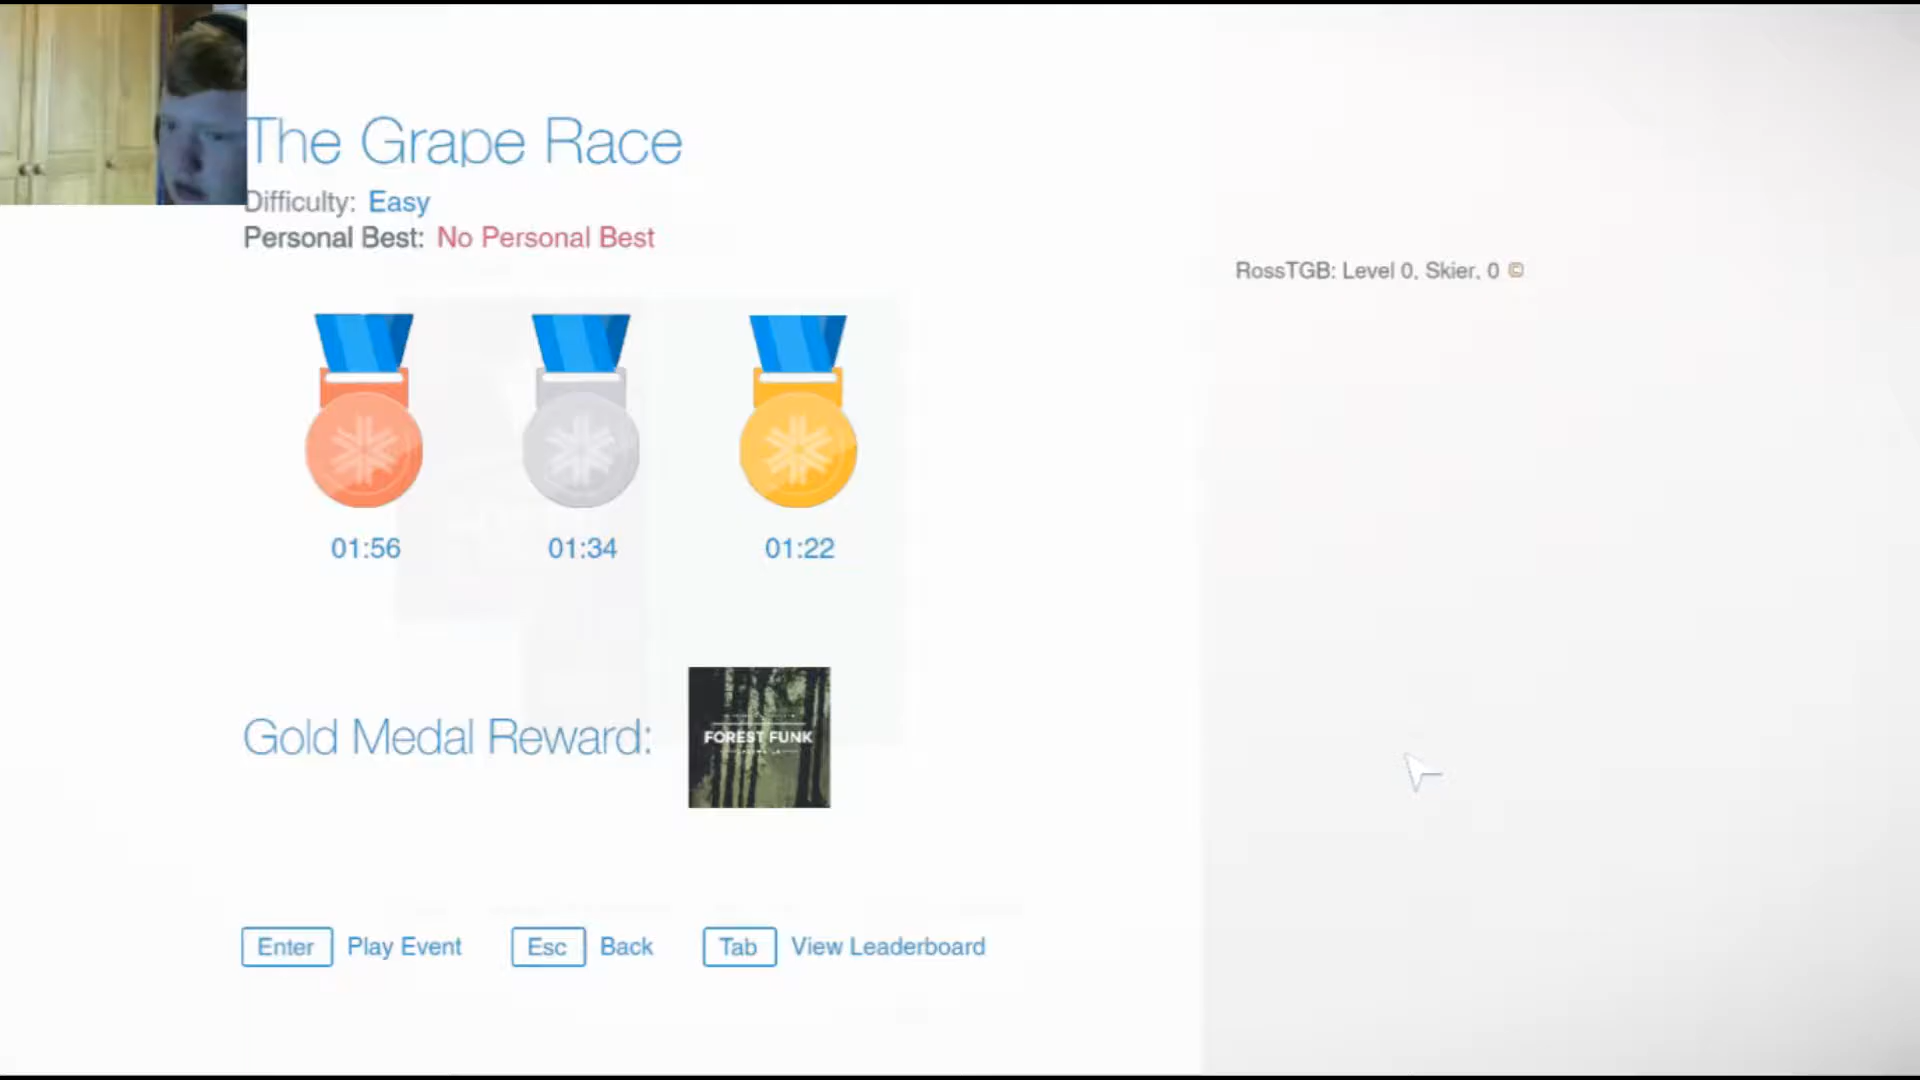 The Grape Race
Difficulty: Easy
Personal Best: No Personal Best
RossTGB: Level 0, Skier, 0 ©
01:56 01:34 01:22
Gold Medal Reward:
FOREST FUNK
Enter Play Event Esc Back Tab View Leaderboard